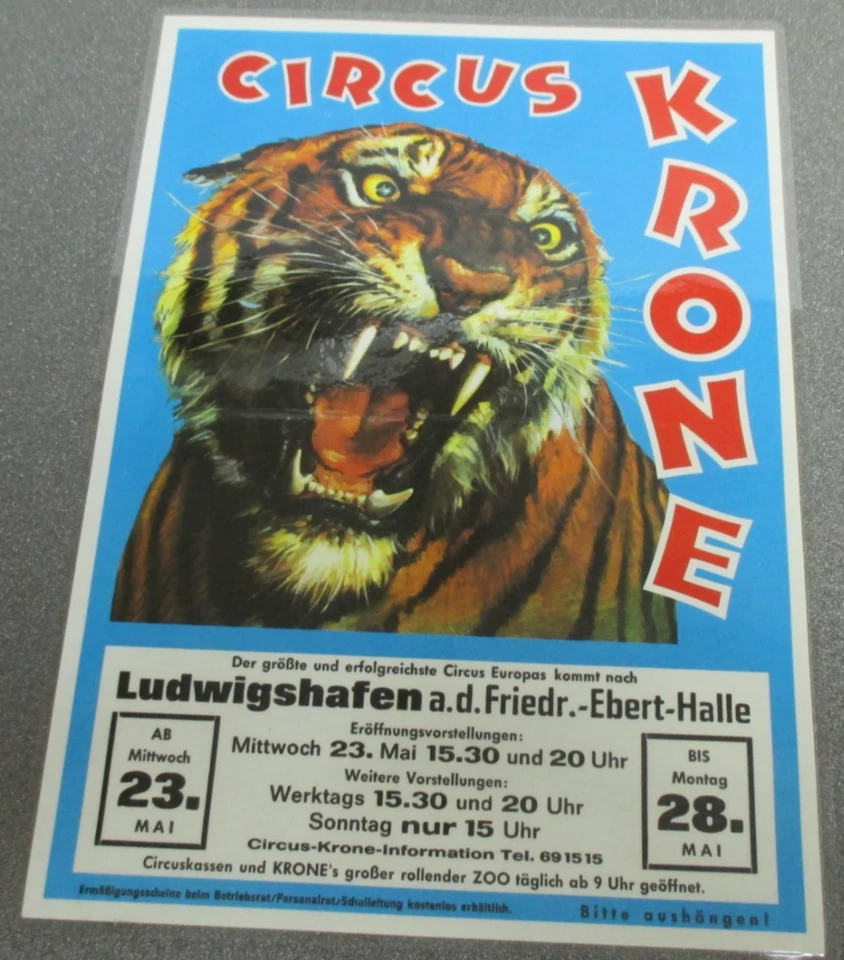 CIRCUS
KRONE
Der größte und erfolgreichste Circus Europas kommt nach
Ludwigshafen a.d. Friedr.-Ebert-Halle
AB
Mittwoch
23.
MAI
Eröffnungsvorstellungen:
Mittwoch 23. Mai 15.30 und 20 Uhr
Weitere Vorstellungen:
Werktags 15.30 und 20 Uhr
Sonntag nur 15 Uhr
Circus-Krone-Information Tel. 691515
BIS
Montag
28.
MAI
Circuskassen und KRONE's großer rollender ZOO täglich ab 9 Uhr geöffnet.
Ermäßigungsscheine beim Betriebsrat/Personalrat/Schulleitung kostenlos erhältlich.
Bitte aushängen!